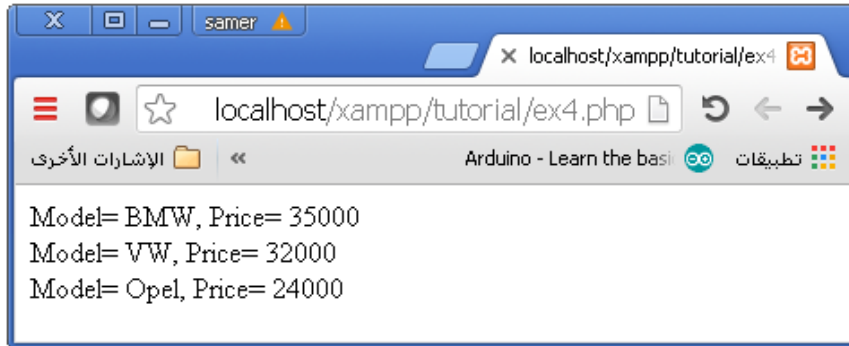 samer
localhost/xampp/tutorial/ex4
localhost/xampp/tutorial/ex4.php
تطبيقات
Arduino - Learn the basi
»
الإشارات الأخرى
Model= BMW, Price= 35000
Model= VW, Price= 32000
Model= Opel, Price= 24000